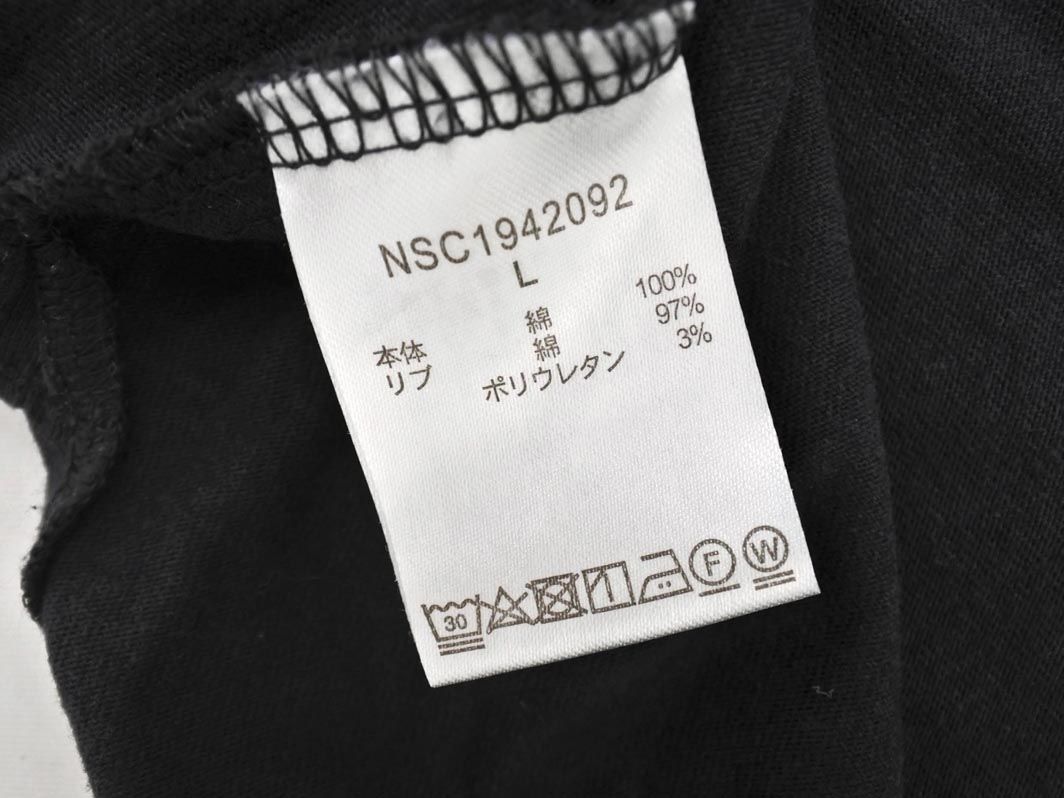 NSC1942092
L
本体 綿 100%
リブ 綿 97%
ポリウレタン 3%
30 F W